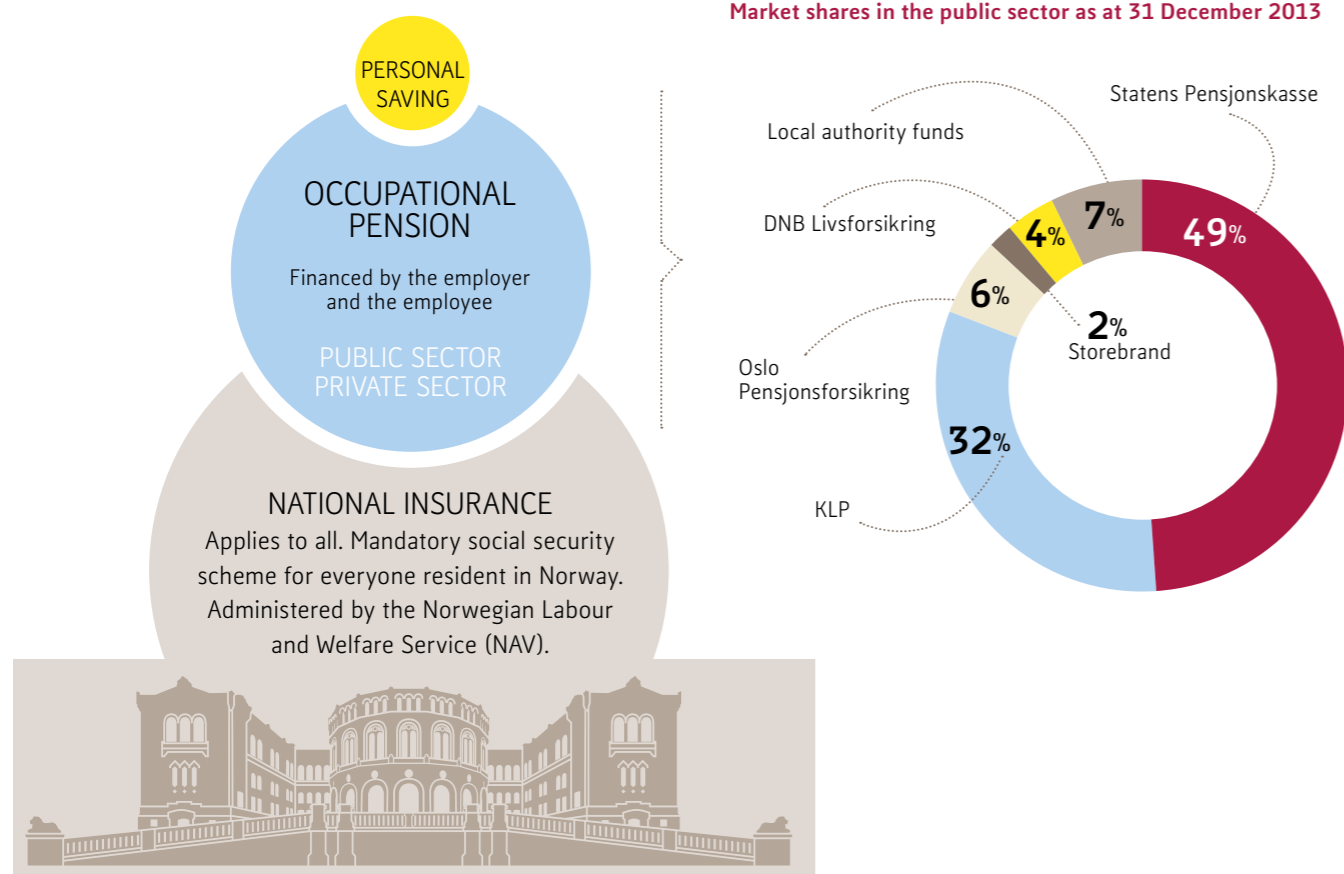 Market shares in the public sector as at 31 December 2013
PERSONAL
SAVING
OCCUPATIONAL
PENSION
Financed by the employer
and the employee
PUBLIC SECTOR
PRIVATE SECTOR
NATIONAL INSURANCE
Applies to all. Mandatory social security
scheme for everyone resident in Norway.
Administered by the Norwegian Labour
and Welfare Service (NAV).
Statens Pensjonskasse
Local authority funds
DNB Livsforsikring
7%
49%
4%
6%
2%
Storebrand
Oslo
Pensjonsforsikring
32%
KLP